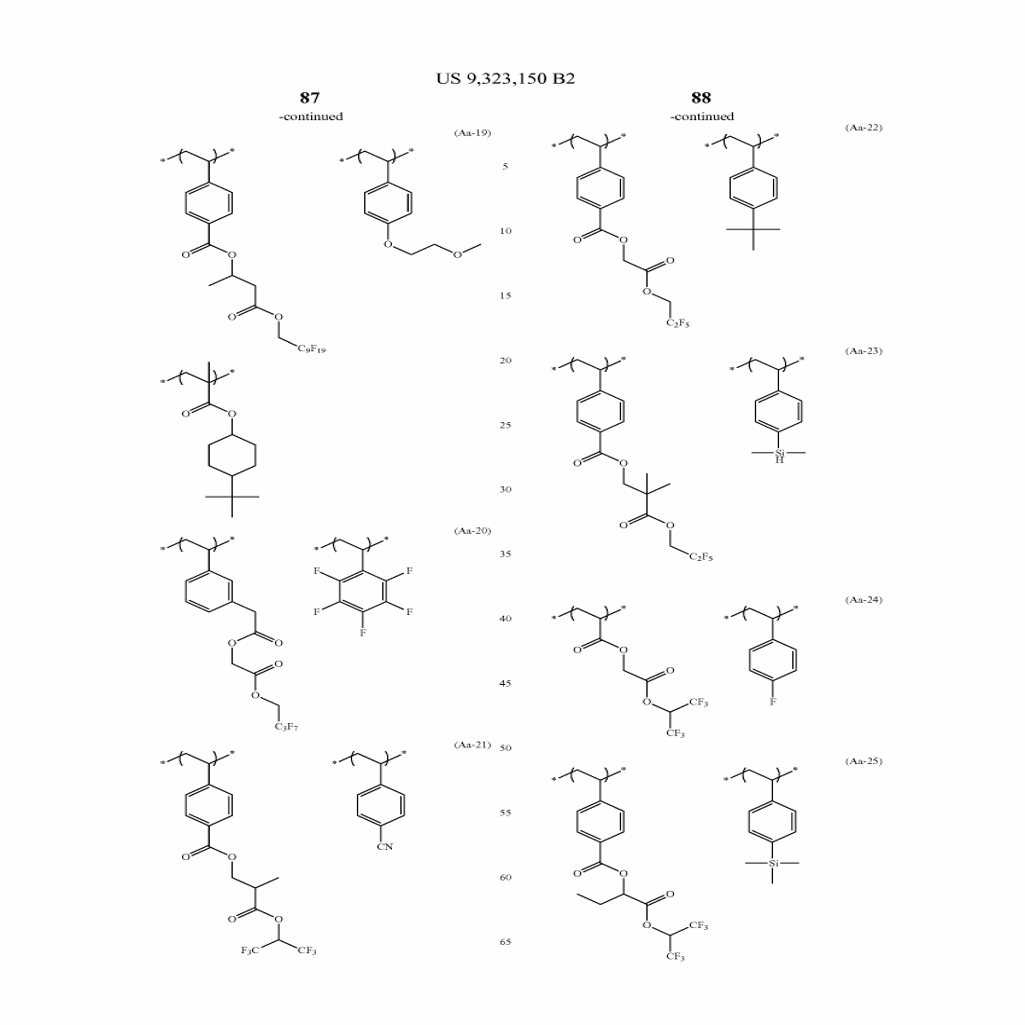 US 9,323,150 B2
87
-continued
88
-continued
(Aa-19)
* * * *
O O
O O
O O
C9F19
* *
O O
(Aa-20)
* * * *
F F
F F
F
O O
O O
C3F7
(Aa-21)
* * * *
CN
O O
O O
F3C CF3
5
10
15
20
25
30
35
40
45
50
55
60
65
(Aa-22)
* * * *
O O
O
O
C2F5
(Aa-23)
* * * *
Si
H
O O
O O
C2F5
(Aa-24)
* * * *
O O
O
O CF3
F
CF3
(Aa-25)
* * * *
Si
O O
O
O CF3
CF3